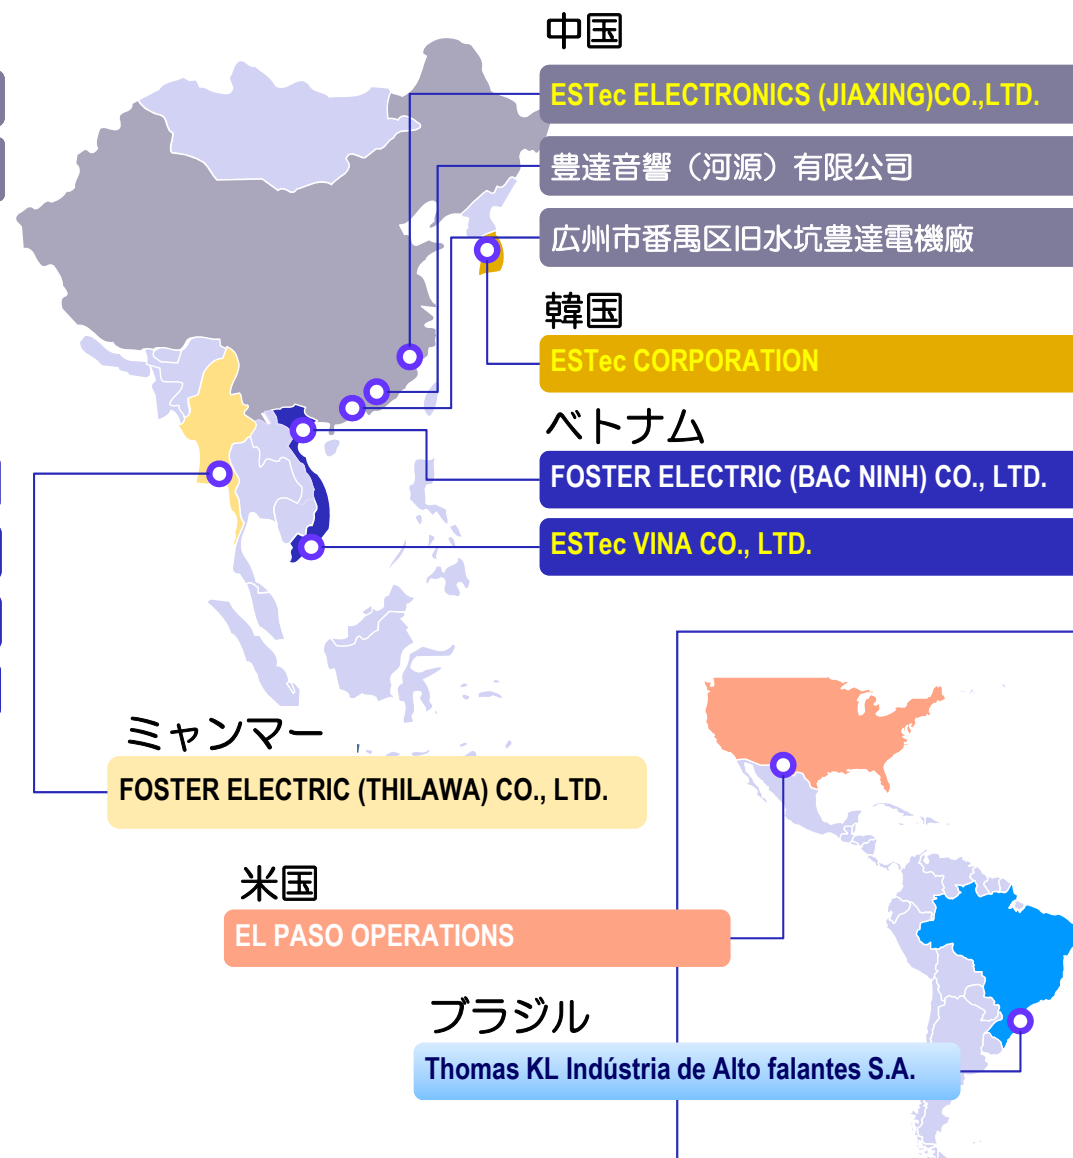 中国
ESTec ELECTRONICS (JIAXING)CO.,LTD.
豊達音響（河源）有限公司
広州市番禺区旧水坑豊達電機廠
韓国
ESTec CORPORATION
ベトナム
FOSTER ELECTRIC (BAC NINH) CO., LTD.
ESTec VINA CO., LTD.
ミャンマー
FOSTER ELECTRIC (THILAWA) CO., LTD.
米国
EL PASO OPERATIONS
ブラジル
Thomas KL Indústria de Alto falantes S.A.